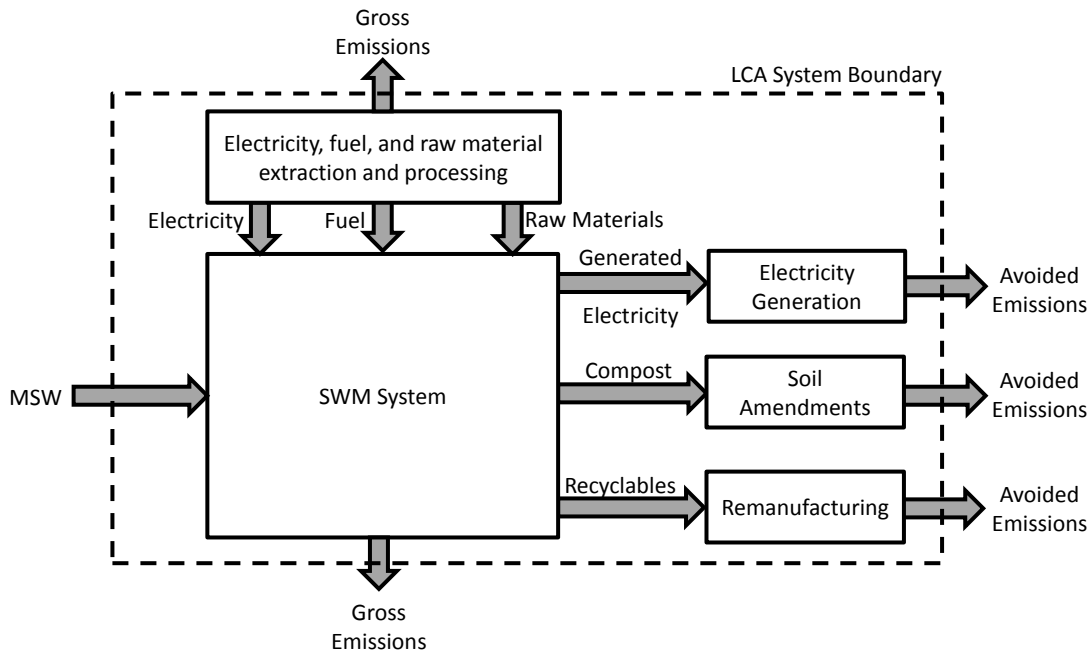 Gross
Emissions
LCA System Boundary
Electricity, fuel, and raw material
extraction and processing
Electricity
Fuel
Raw Materials
Generated
Electricity
Electricity
Generation
Avoided
Emissions
MSW
SWM System
Compost
Soil
Amendments
Avoided
Emissions
Recyclables
Remanufacturing
Avoided
Emissions
Gross
Emissions